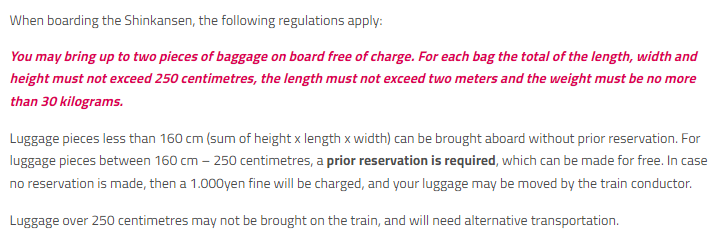 When boarding the Shinkansen, the following regulations apply:
You may bring up to two pieces of baggage on board free of charge. For each bag the total of the length, width and
height must not exceed 250 centimetres, the length must not exceed two meters and the weight must be no more
than 30 kilograms.
Luggage pieces less than 160 cm (sum of height x length x width) can be brought aboard without prior reservation. For
luggage pieces between 160 cm – 250 centimetres, a prior reservation is required, which can be made for free. In case
no reservation is made, then a 1.000yen fine will be charged, and your luggage may be moved by the train conductor.
Luggage over 250 centimetres may not be brought on the train, and will need alternative transportation.